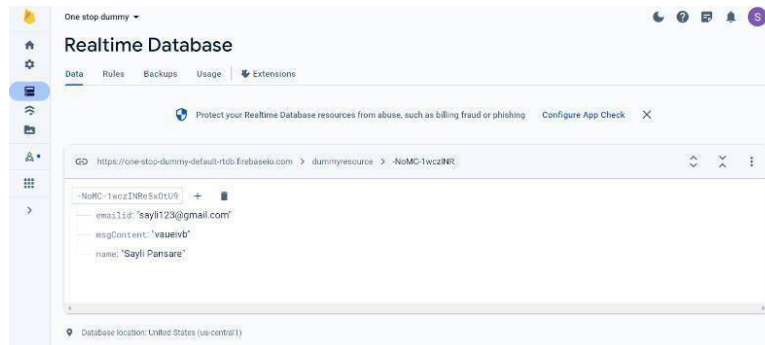 One stop dummy
S
Realtime Database
Data Rules Backups Usage Extensions
Protect your Realtime Database resources from abuse, such as billing fraud or phishing Configure App Check
https://one-stop-dummy-default-rtdb.firebaseio.com > dummyresource > -NoMC-1wczINR
-NoMC-1wczINReSxOtU9
emailid: "sayli123@gmail.com"
msgContent: "vaueivb"
name: "Sayli Pansare"
Database location: United States (us-central1)